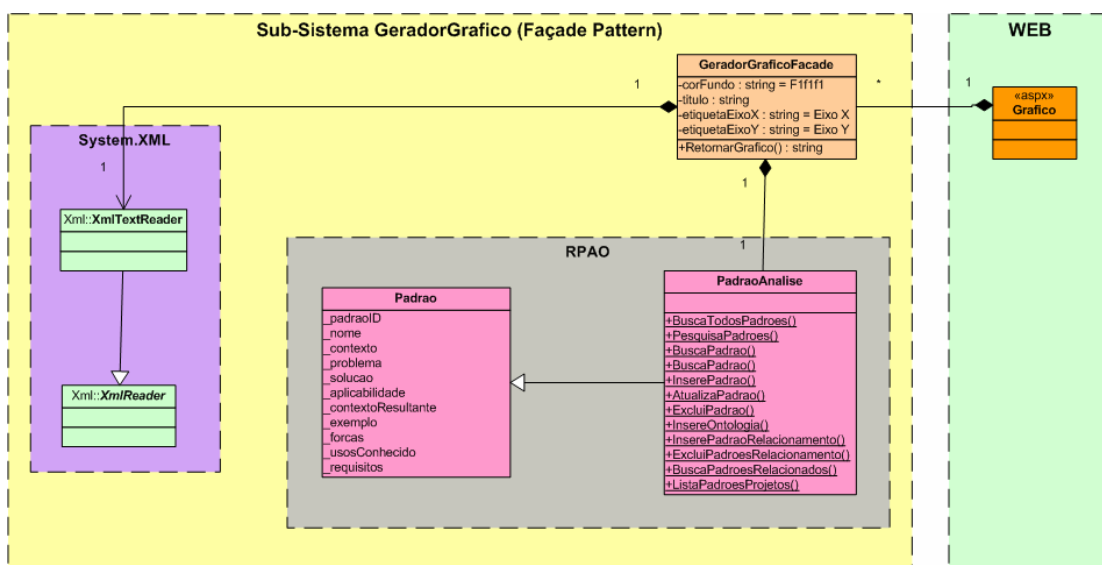 Sub-Sistema GeradorGrafico (Façade Pattern)
WEB
GeradorGraficoFacade
-corFundo : string = F1f1f1
-titulo : string
-etiquetaEixoX : string = Eixo X
-etiquetaEixoY : string = Eixo Y
+RetornarGrafico() : string
1
*
1
«aspx»
Grafico
System.XML
1
1
1
Xml::XmlTextReader
Xml::XmlReader
RPAO
Padrao
_padraoID
_nome
_contexto
_problema
_solucao
_aplicabilidade
_contextoResultante
_exemplo
_forcas
_usosConhecido
_requisitos
PadraoAnalise
+BuscaTodosPadroes()
+PesquisaPadroes()
+BuscaPadrao()
+BuscaPadrao()
+InserePadrao()
+AtualizaPadrao()
+ExcluiPadrao()
+InsereOntologia()
+InserePadraoRelacionamento()
+ExcluiPadroesRelacionamento()
+BuscaPadroesRelacionados()
+ListaPadroesProjetos()